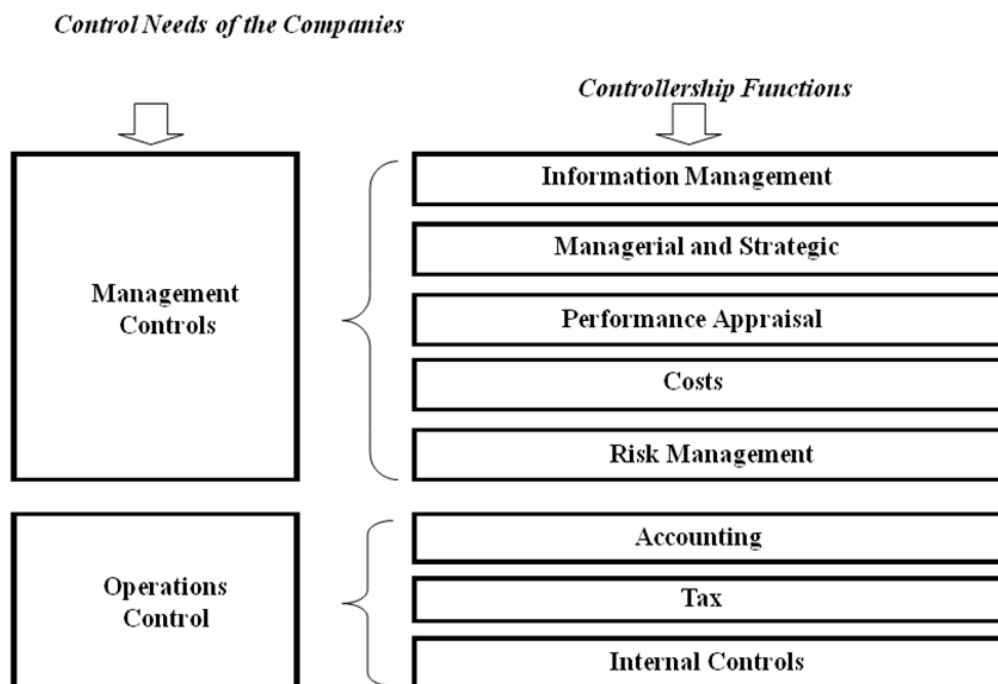 Control Needs of the Companies
Controllership Functions
Management
Controls
Information Management
Managerial and Strategic
Performance Appraisal
Costs
Risk Management
Operations
Control
Accounting
Tax
Internal Controls